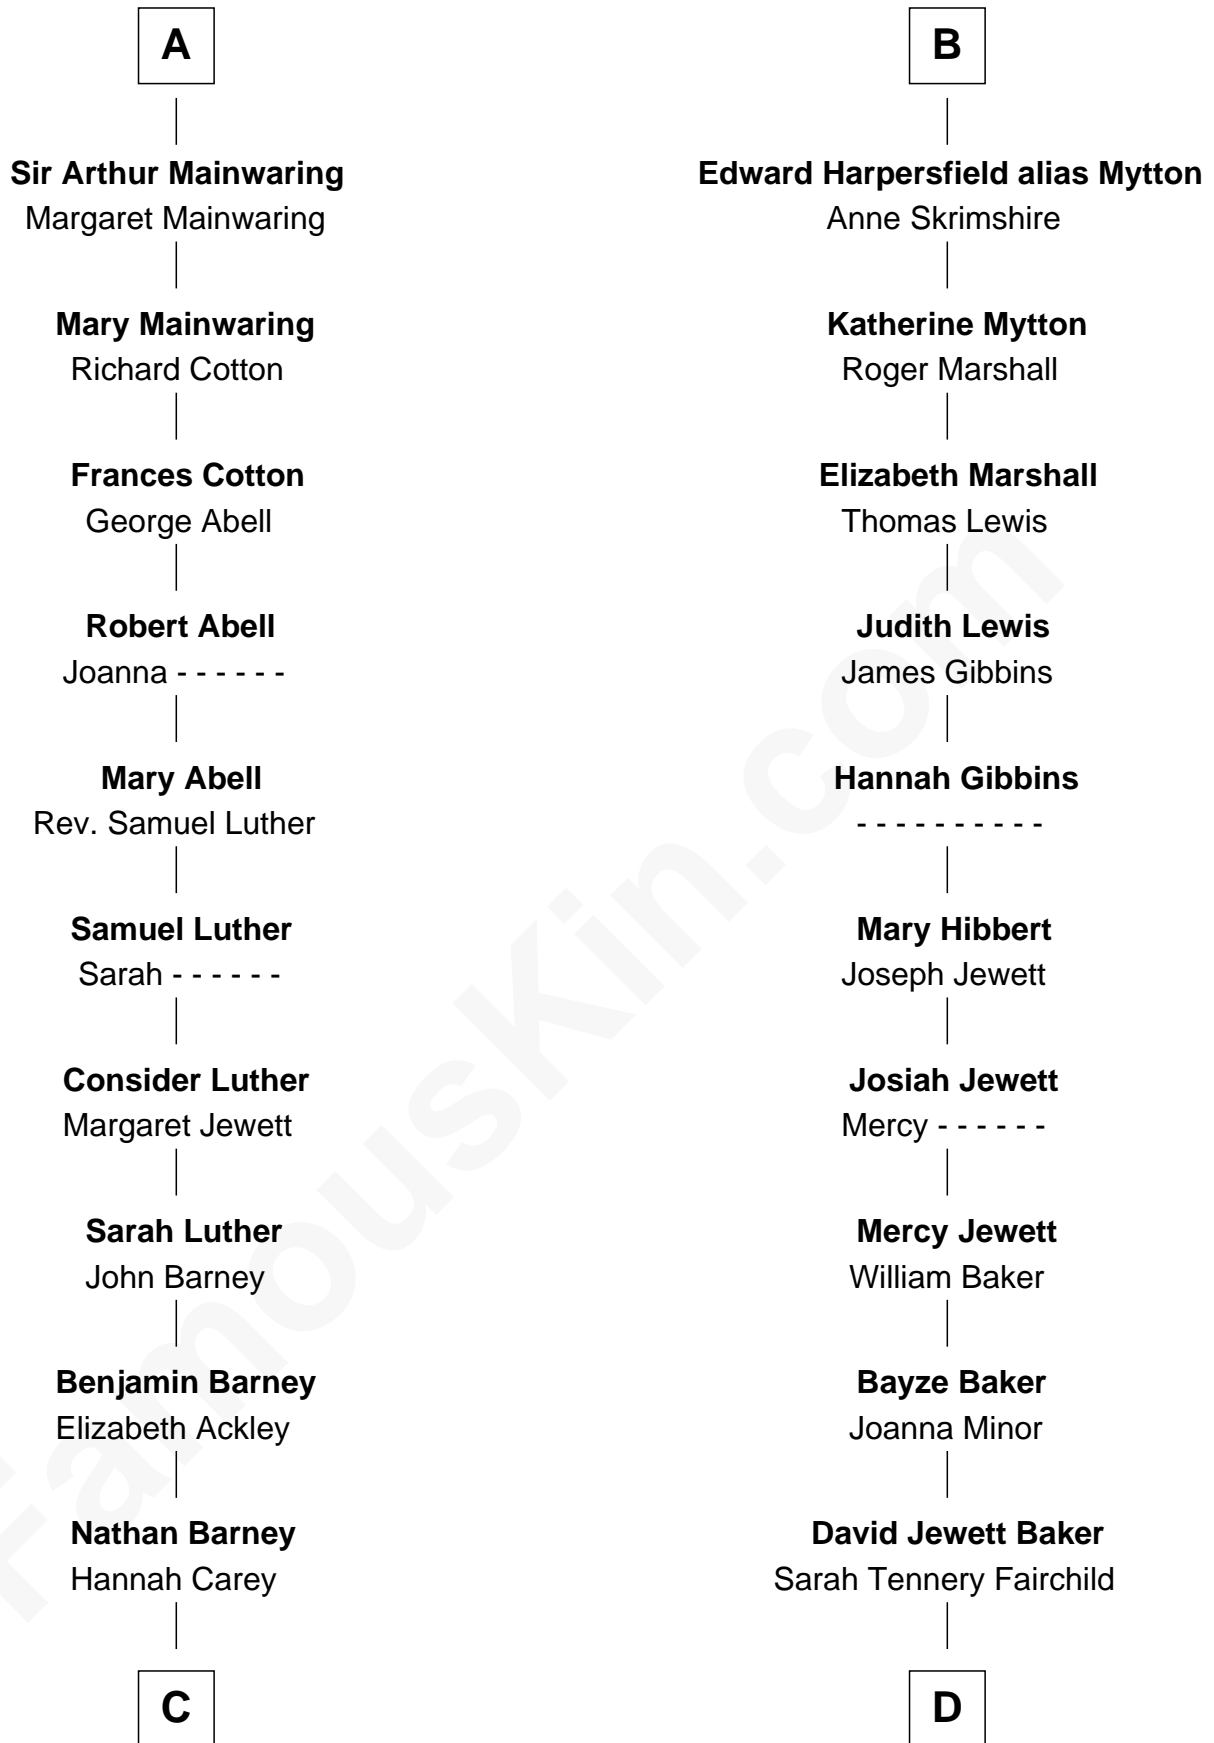 A
Sir Arthur Mainwaring
Margaret Mainwaring
Mary Mainwaring
Richard Cotton
Frances Cotton
George Abell
Robert Abell
Joanna - - - - - -
Mary Abell
Rev. Samuel Luther
Samuel Luther
Sarah - - - - - -
Consider Luther
Margaret Jewett
Sarah Luther
John Barney
Benjamin Barney
Elizabeth Ackley
Nathan Barney
Hannah Carey
C
B
Edward Harpersfield alias Mytton
Anne Skrimshire
Katherine Mytton
Roger Marshall
Elizabeth Marshall
Thomas Lewis
Judith Lewis
James Gibbins
Hannah Gibbins
- - - - - - - - - -
Mary Hibbert
Joseph Jewett
Josiah Jewett
Mercy - - - - - -
Mercy Jewett
William Baker
Bayze Baker
Joanna Minor
David Jewett Baker
Sarah Tennery Fairchild
D
FamousKin.com